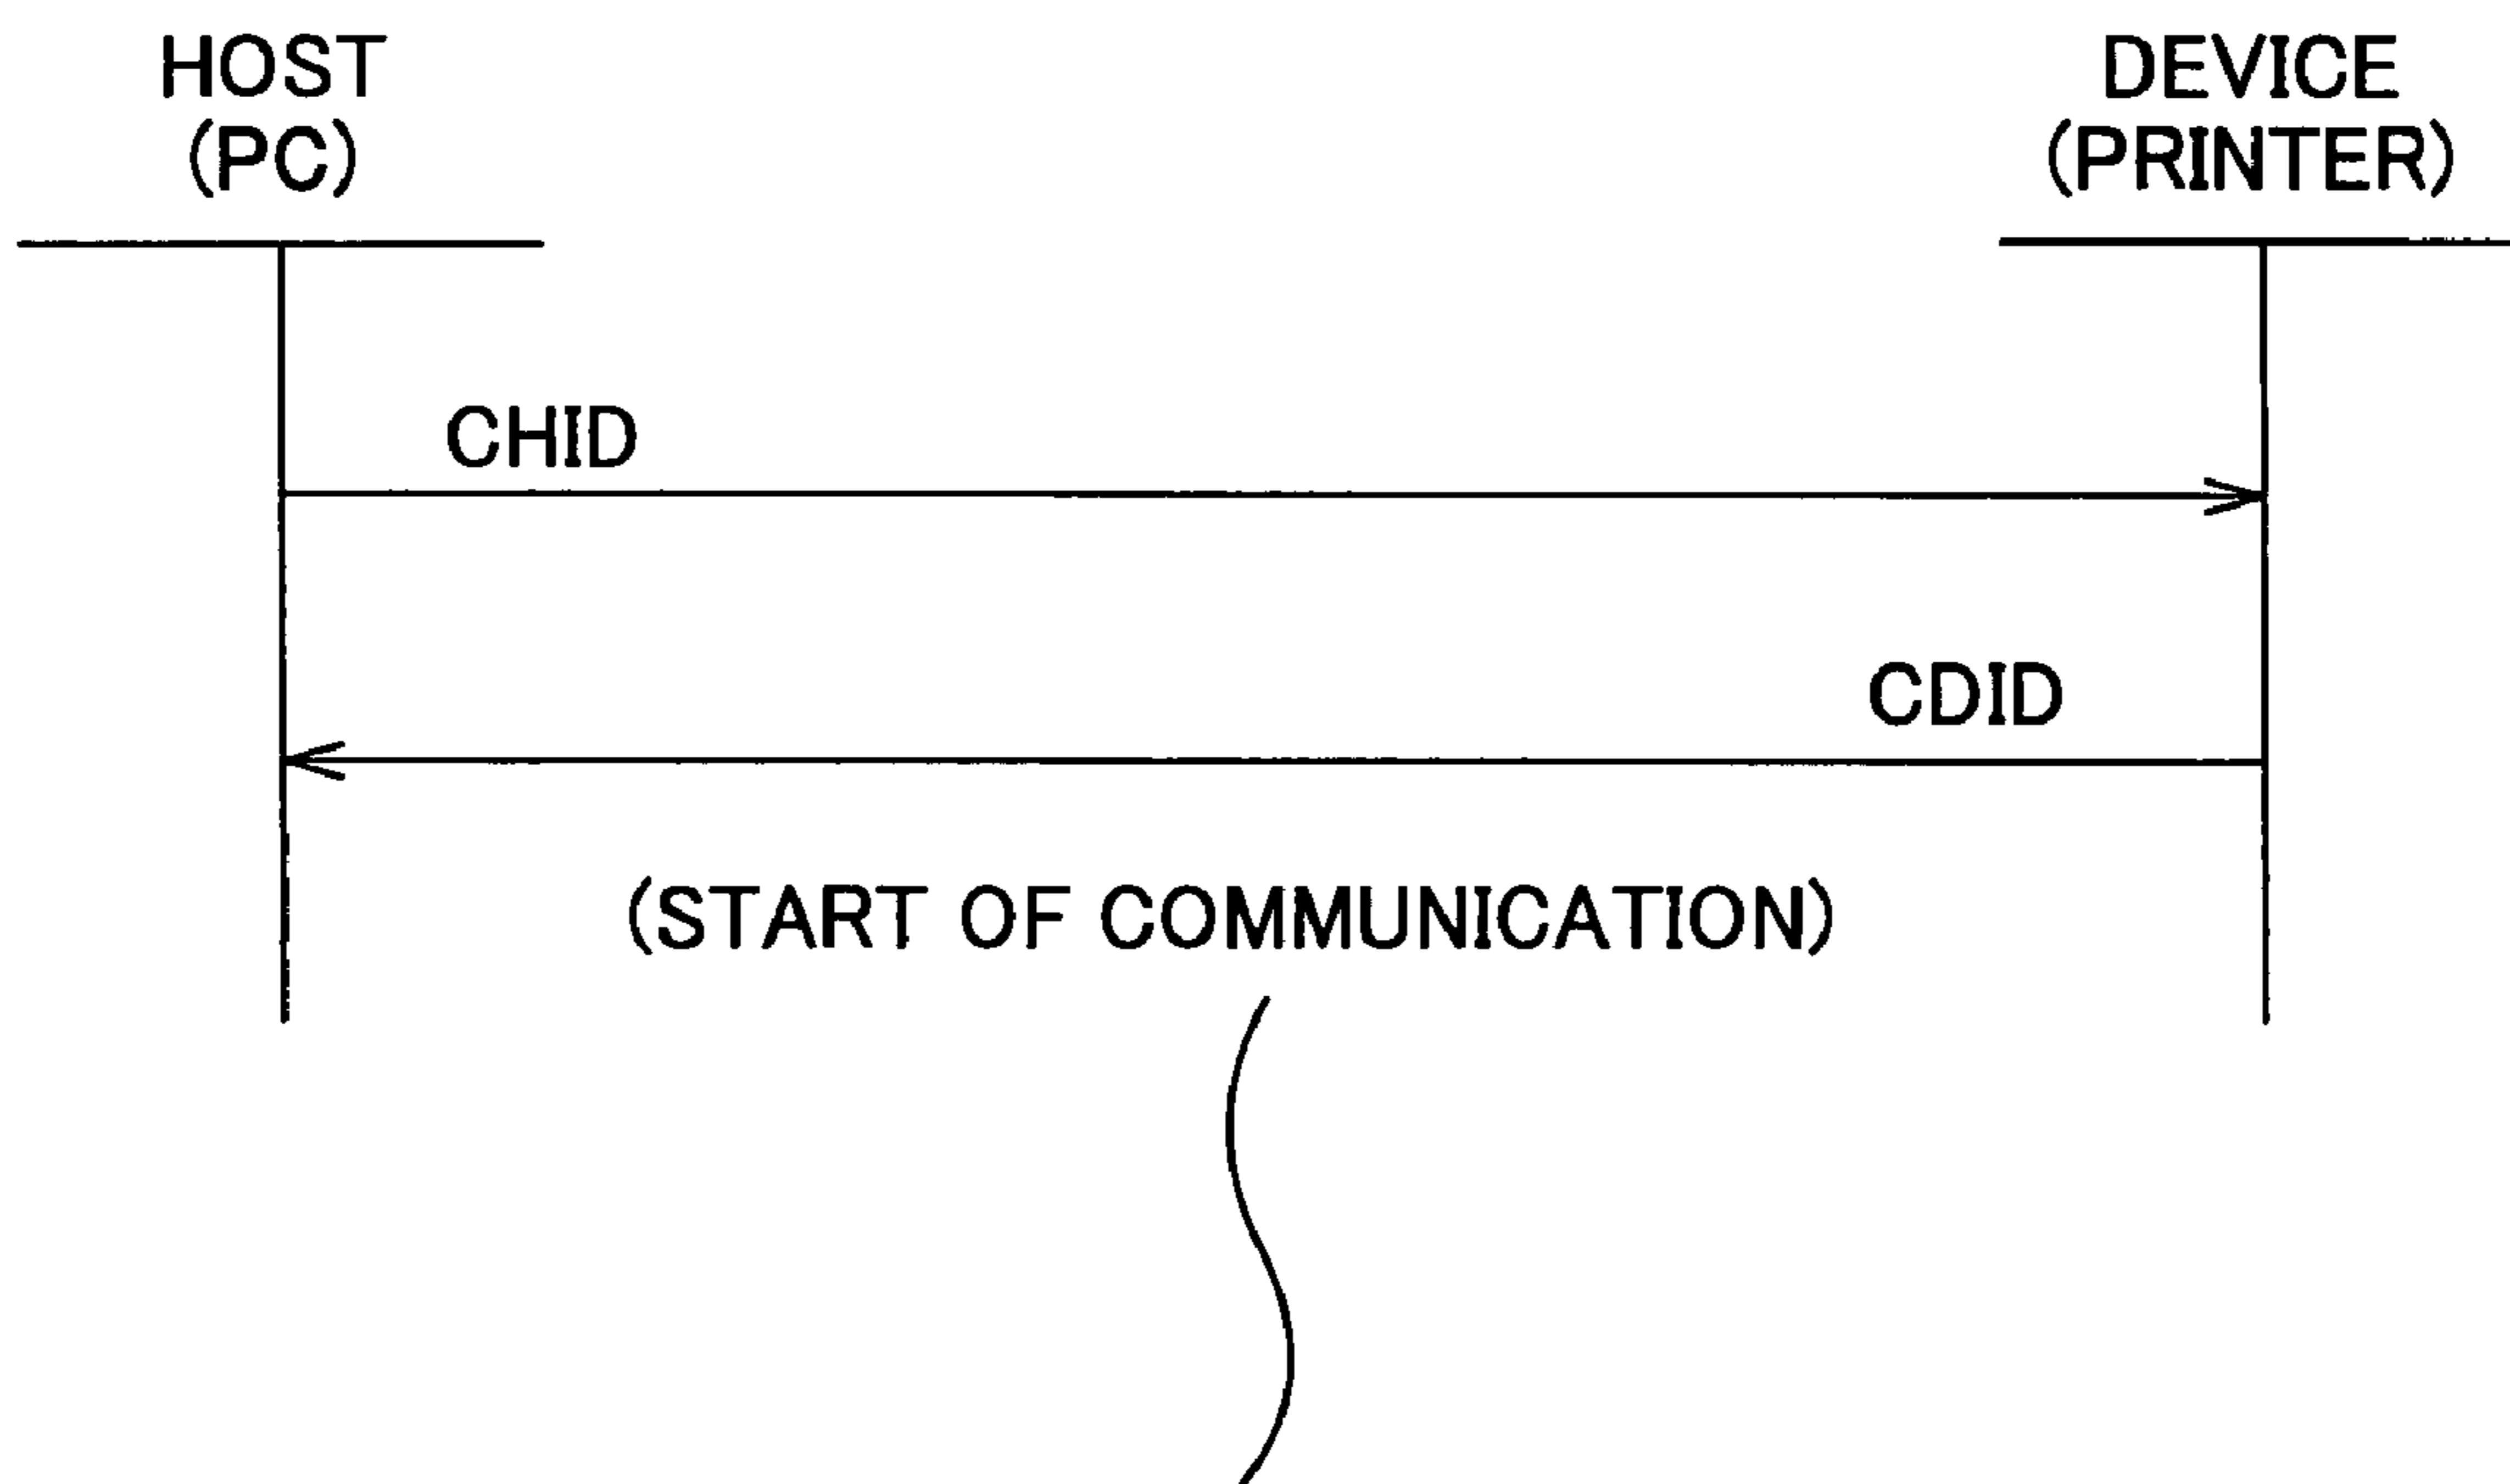 HOST
(PC)
DEVICE
(PRINTER)
CHID
CDID
(START OF COMMUNICATION)